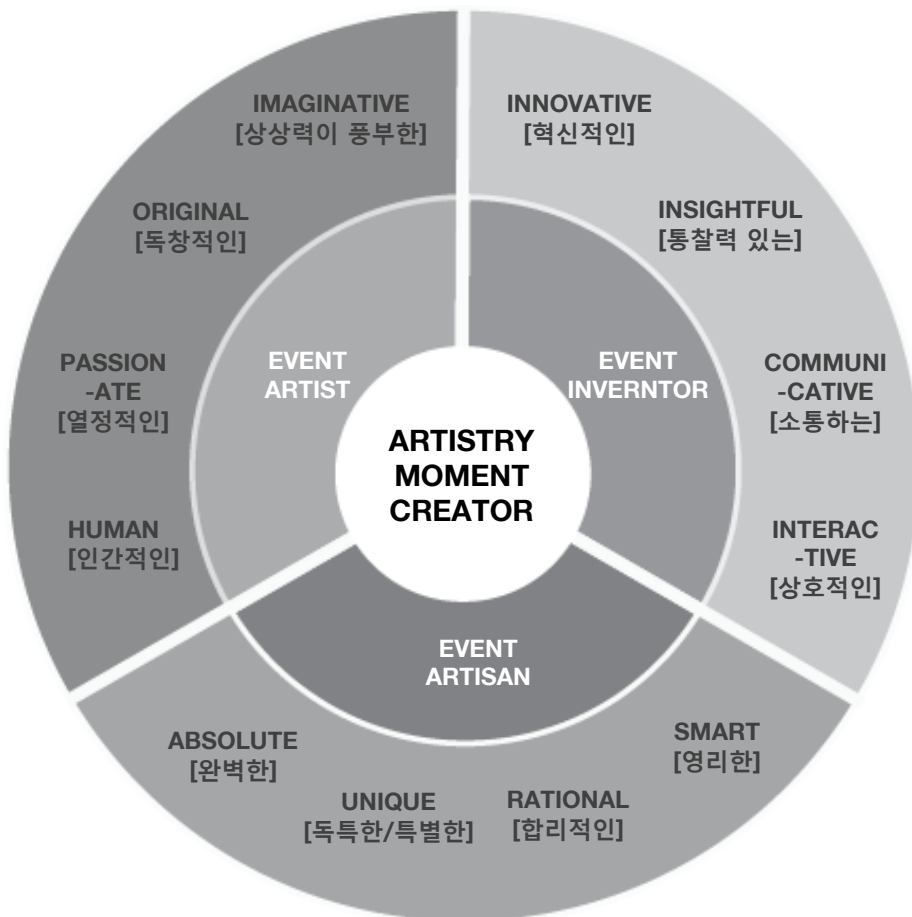 IMAGINATIVE
[상상력이 풍부한]
INNOVATIVE
[혁신적인]
ORIGINAL
[독창적인]
INSIGHTFUL
[통찰력 있는]
PASSION
-ATE
[열정적인]
EVENT
ARTIST
EVENT
INVERNTOR
COMMUNI
-CATIVE
[소통하는]
ARTISTRY
MOMENT
CREATOR
HUMAN
[인간적인]
INTERAC
-TIVE
[상호적인]
EVENT
ARTISAN
ABSOLUTE
[완벽한]
SMART
[영리한]
UNIQUE
[독특한/특별한]
RATIONAL
[합리적인]